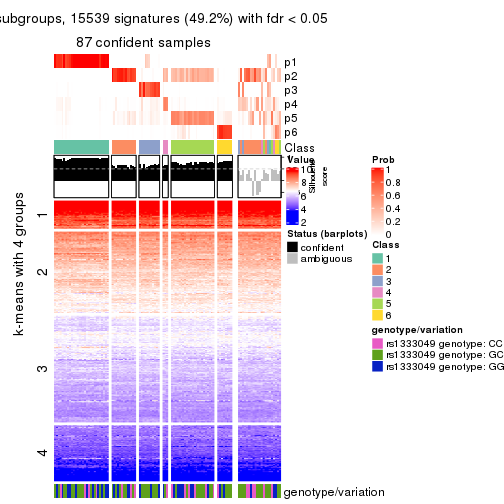 subgroups, 15539 signatures (49.2%) with fdr < 0.05
87 confident samples
p1
p2
p3
p4
p5
p6
Class
Silhouette score
k-means with 4 groups
1
2
3
4
genotype/variation
Value
10
8
6
4
2
Status (barplots)
confident
ambiguous
Prob
1
0.8
0.6
0.4
0.2
0
Class
1
2
3
4
5
6
genotype/variation
rs1333049 genotype: CC
rs1333049 genotype: GC
rs1333049 genotype: GG